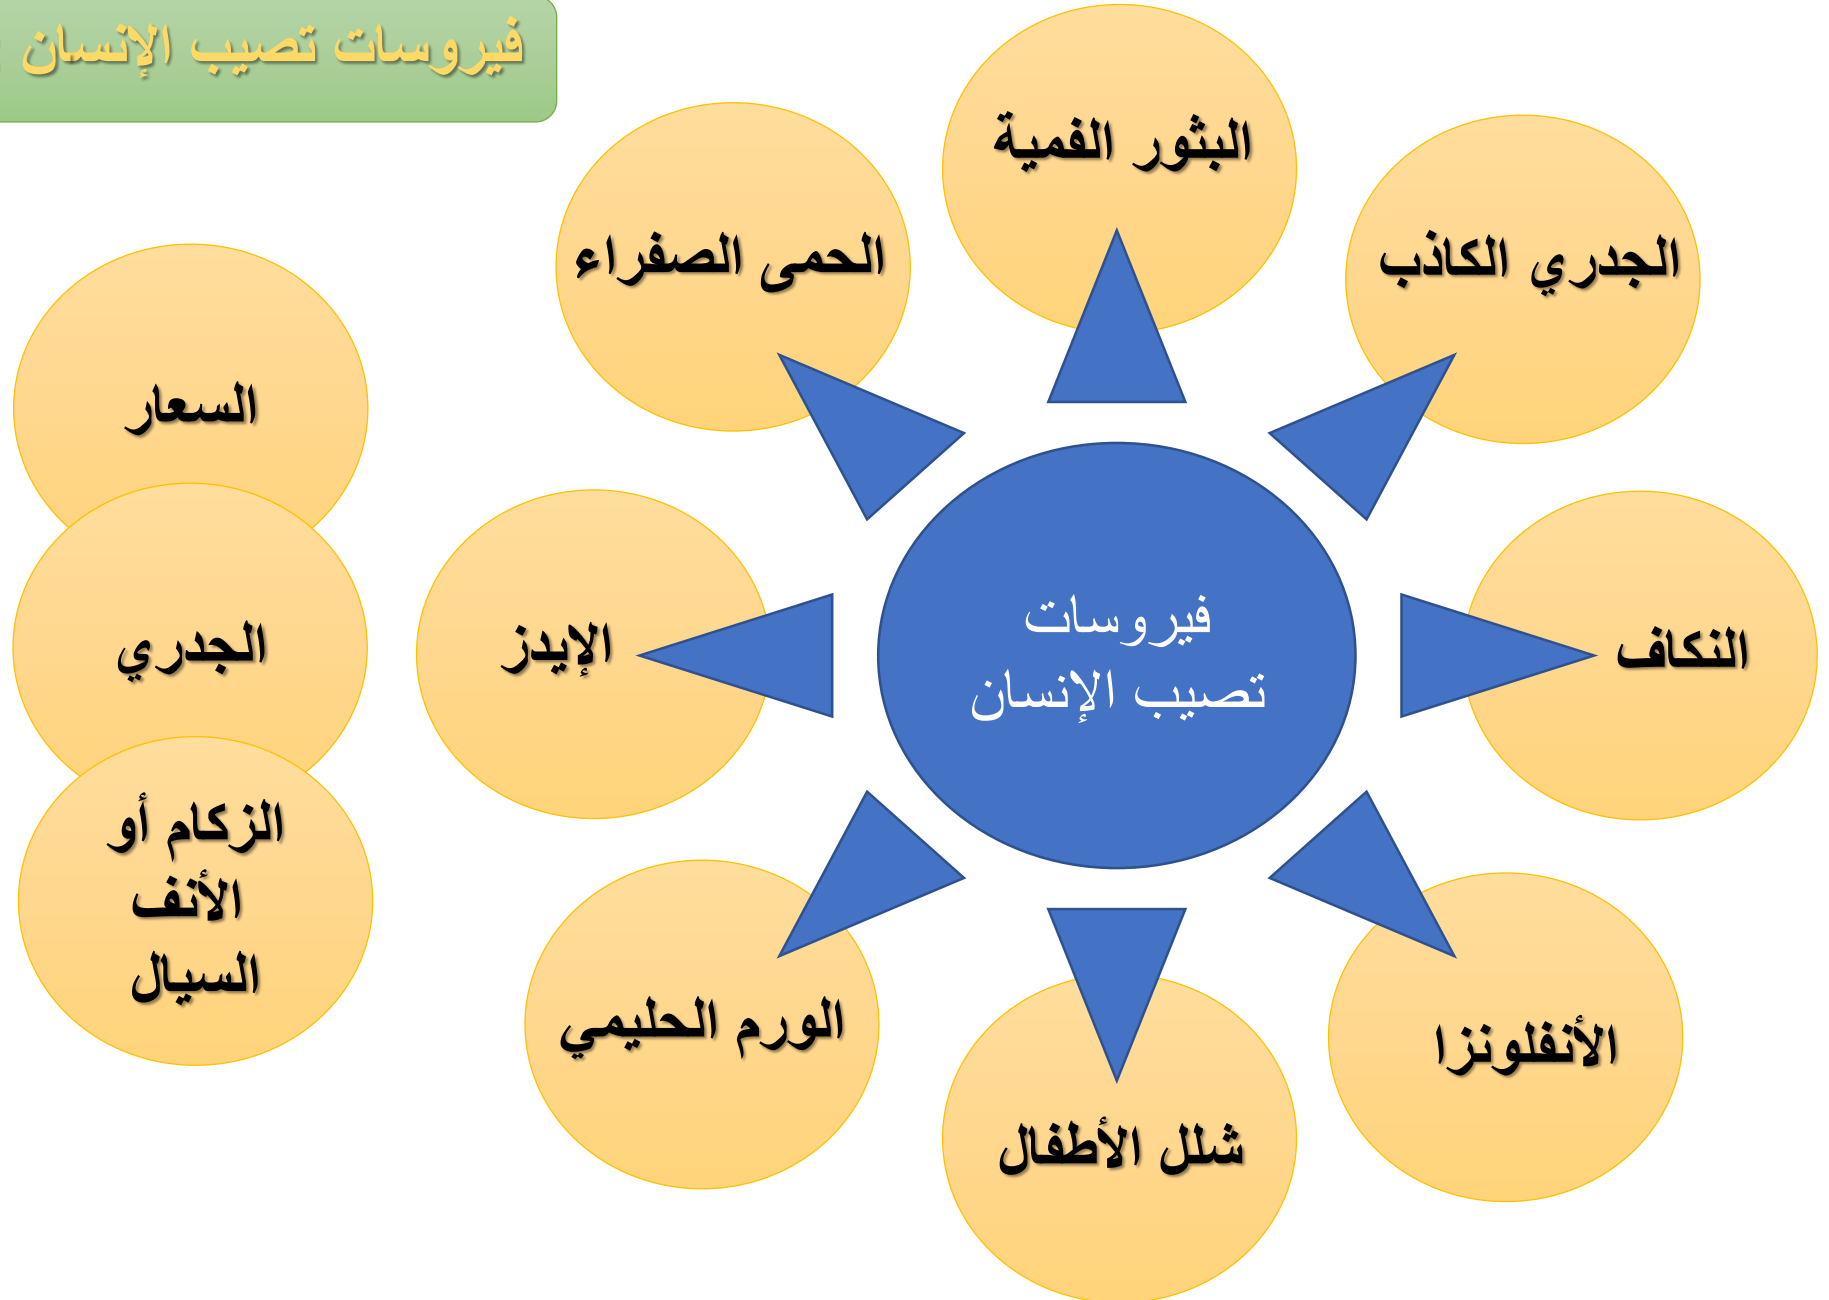 فيروسات تصيب الإنسان :
البثور الفمية
الجدري الكاذب
الحمى الصفراء
السعار
النكاف
الإيدز
فيروسات
تصيب الإنسان
الجدري
الزكام أو
الأنف
السيال
الورم الحليمي
الأنفلونزا
شلل الأطفال